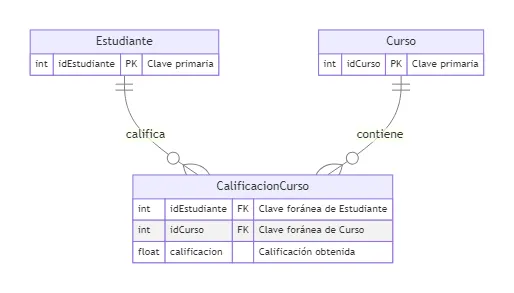 Estudiante
int idEstudiante PK Clave primaria
Curso
int idCurso PK Clave primaria
califica
contiene
CalificacionCurso
int idEstudiante FK Clave foránea de Estudiante
int idCurso FK Clave foránea de Curso
float calificacion Calificación obtenida